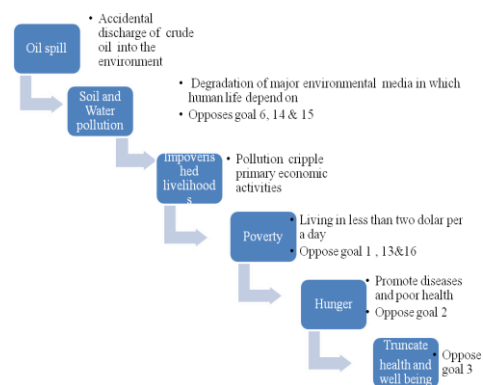 Oil spill
• Accidental
discharge of crude
oil into the
environment
Soil and
Water
pollution
• Degradation of major environmental media in which
human life depend on
• Opposes goal 6, 14 & 15
Impoveris
hed
livelihood
s
• Pollution cripple
primary economic
activities
Poverty
• Living in less than two dolar per
a day
• Oppose goal 1 , 13&16
Hunger
• Promote diseases
and poor health
• Oppose goal 2
Truncate
health and
well being
• Oppose
goal 3